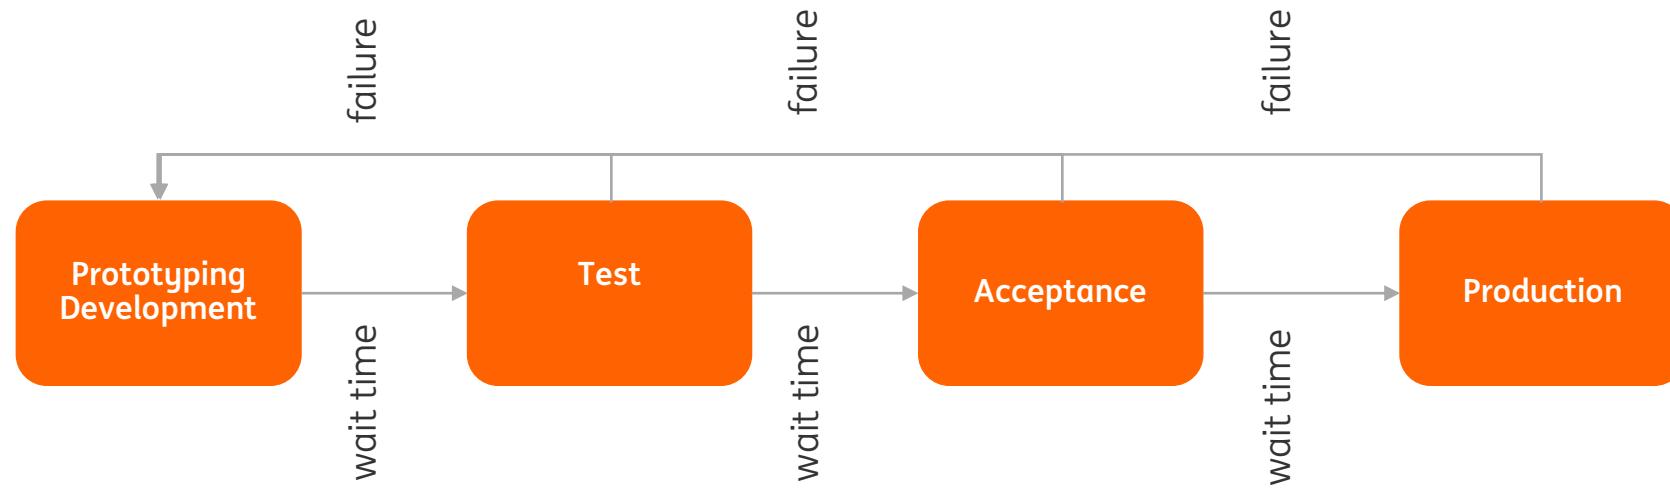 failure
failure
failure
Prototyping
Development
Test
Acceptance
Production
wait time
wait time
wait time